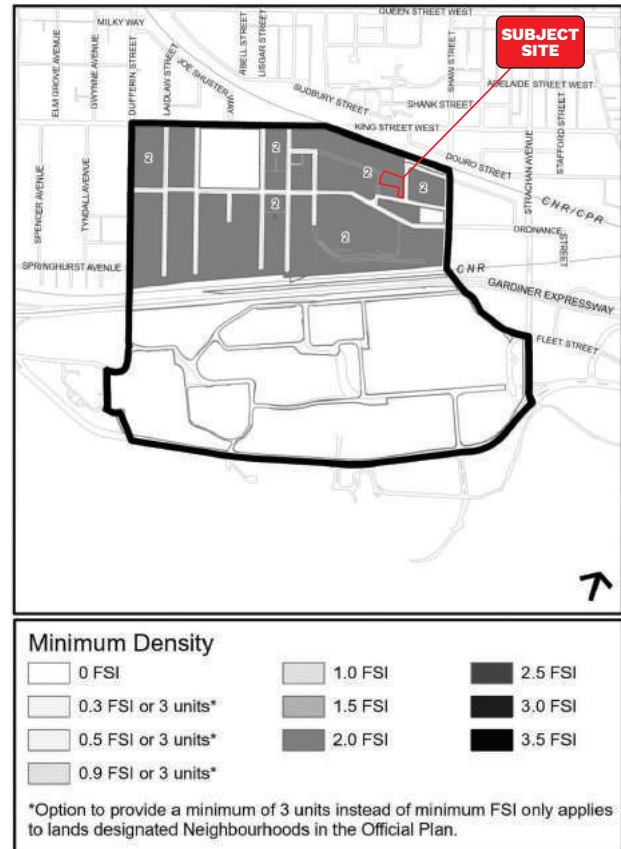 QUEEN STREET WEST
MILKY WAY
SUBJECT
SITE
ELM GROVE AVENUE
GWYNNE AVENUE
DUFFERIN STREET
LAIDLAW STREET
JOE SHUSTER
WAY
ABELL STREET
LISGAR STREET
SUDBURY STREET
SHAW STREET
ADELAIDE STREET WEST
SHANK STREET
KING STREET WEST
DOURO STREET
STRACHAN AVENUE
STAFFORD STREET
CNR/CPR
2
2
2
2
2
2
SPENCER AVENUE
TYNDALL AVENUE
ORDNANCE
STREET
SPRINGHURST AVENUE
CNR
GARDINER EXPRESSWAY
FLEET STREET
Minimum Density
0 FSI
0.3 FSI or 3 units*
0.5 FSI or 3 units*
0.9 FSI or 3 units*
1.0 FSI
1.5 FSI
2.0 FSI
2.5 FSI
3.0 FSI
3.5 FSI
*Option to provide a minimum of 3 units instead of minimum FSI only applies
to lands designated Neighbourhoods in the Official Plan.